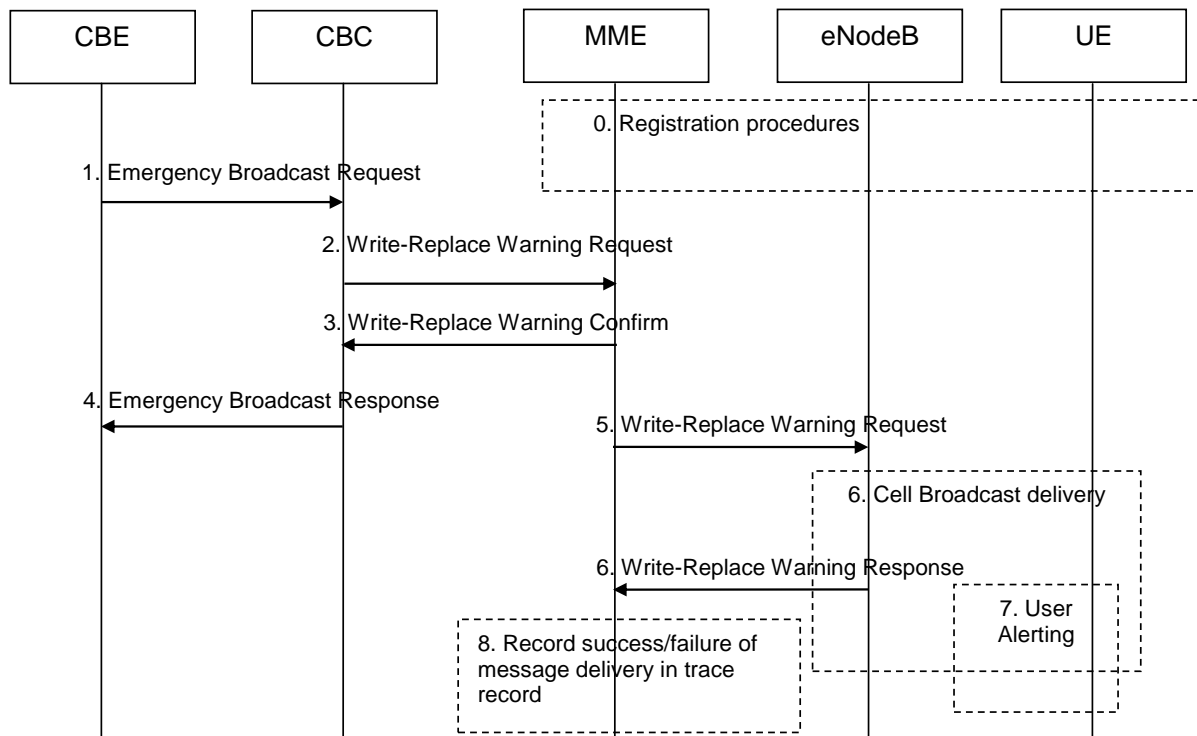 CBE
CBC
MME
eNodeB
UE
0. Registration procedures
1. Emergency Broadcast Request
2. Write-Replace Warning Request
3. Write-Replace Warning Confirm
4. Emergency Broadcast Response
5. Write-Replace Warning Request
6. Cell Broadcast delivery
6. Write-Replace Warning Response
7. User
Alerting
8. Record success/failure of
message delivery in trace
record